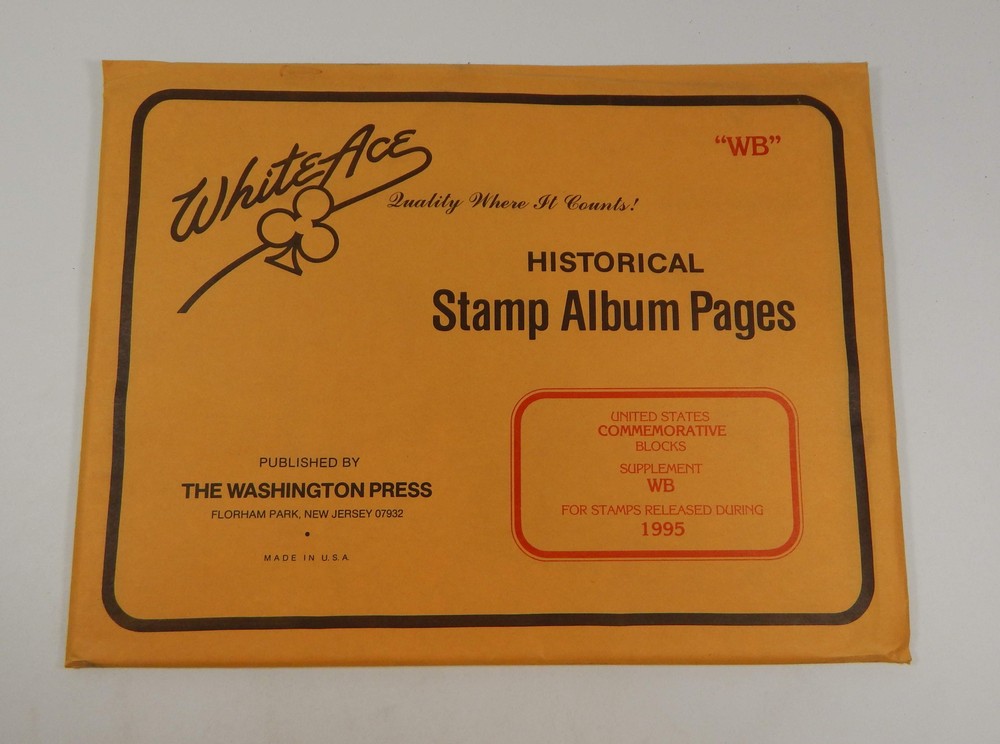 White Ace
"WB"
Quality Where It Counts!
HISTORICAL
Stamp Album Pages
UNITED STATES
COMMEMORATIVE
BLOCKS
SUPPLEMENT
WB
FOR STAMPS RELEASED DURING
1995
PUBLISHED BY
THE WASHINGTON PRESS
FLORHAM PARK, NEW JERSEY 07932
•
MADE IN U.S.A.